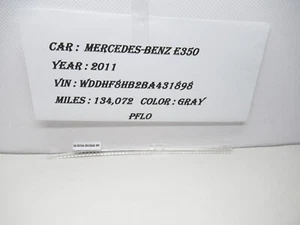 CAR : MERCEDES-BENZ E350
YEAR : 2011
VIN : WDDHF8HB2BA431898
MILES : 134,072 COLOR : GRAY
PFLO